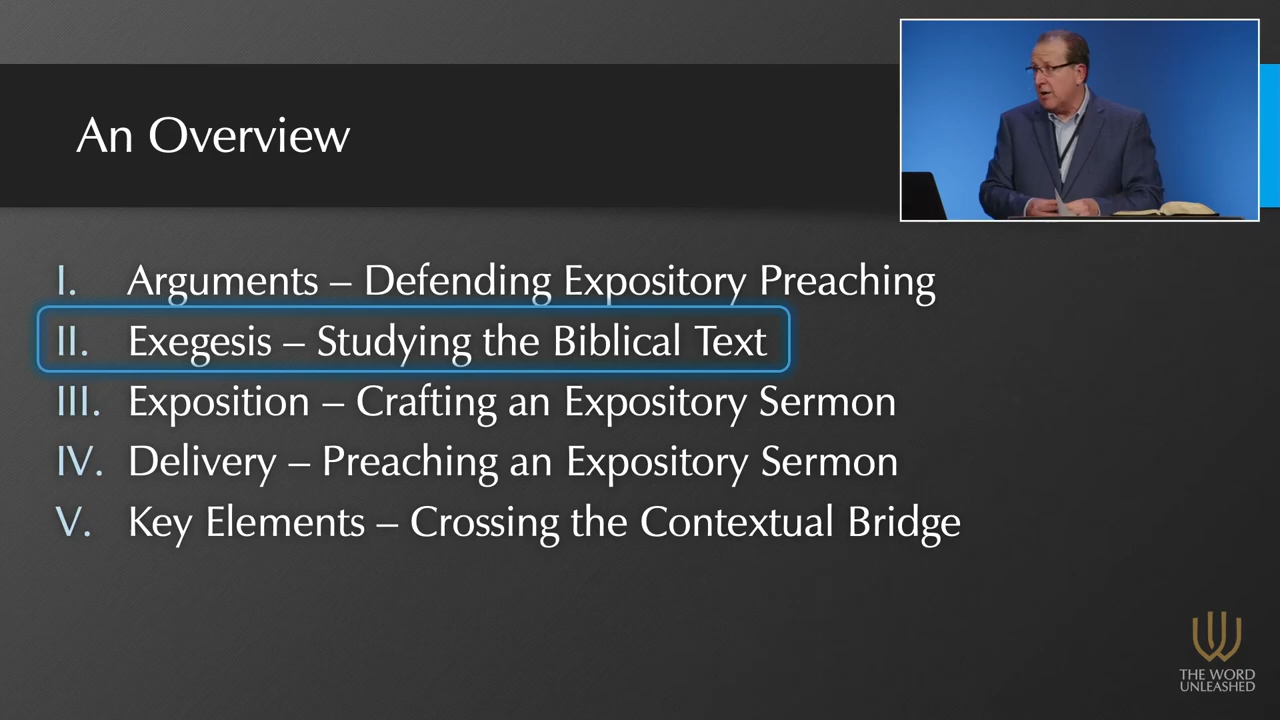 An Overview
I. Arguments – Defending Expository Preaching
II. Exegesis – Studying the Biblical Text
III. Exposition – Crafting an Expository Sermon
IV. Delivery – Preaching an Expository Sermon
V. Key Elements – Crossing the Contextual Bridge
THE WORD
UNLEASHED